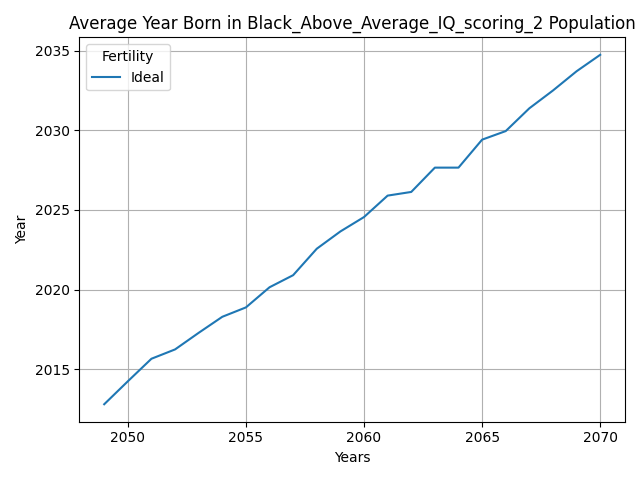 Average Year Born in Black_Above_Average_IQ_scoring_2 Population
Fertility
Ideal
Year
2035
2030
2025
2020
2015
2050 2055 2060 2065 2070
Years